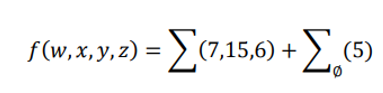 f(w,x,y,z) = ∑(7,15,6) + ∑∅(5)